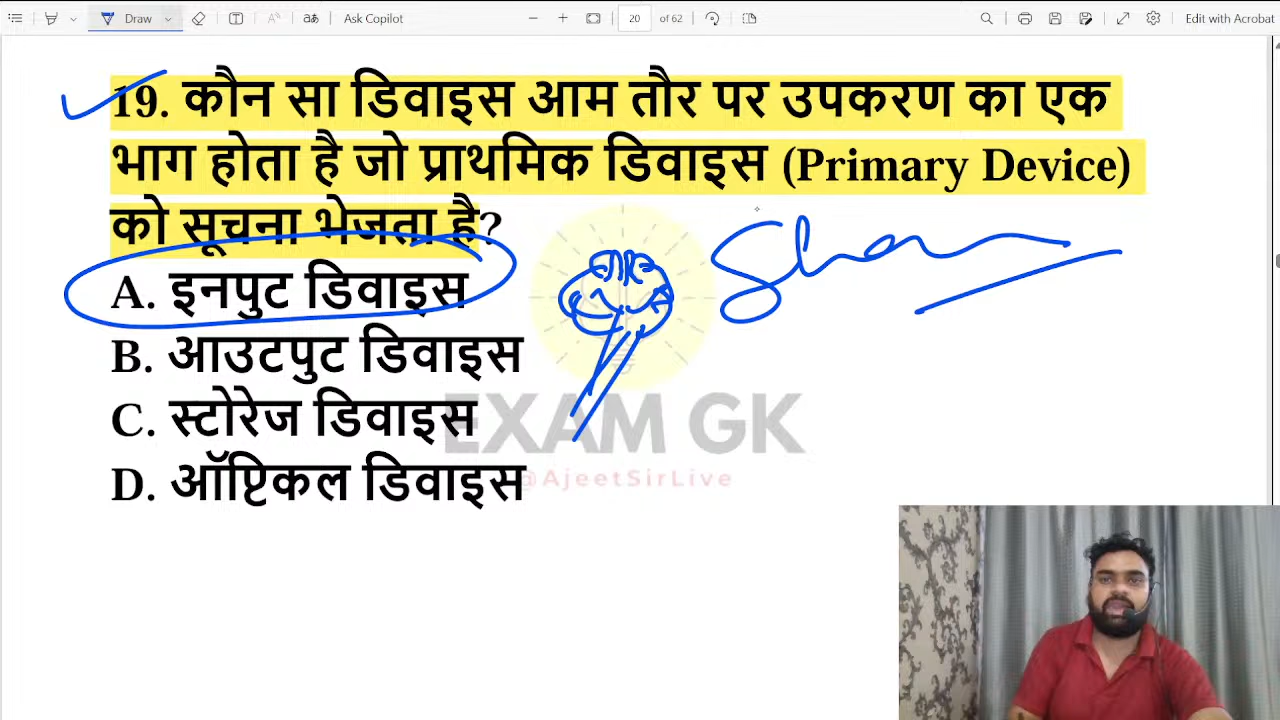 Draw
Ask Copilot
20 of 62
Edit with Acrobat
19. कौन सा डिवाइस आम तौर पर उपकरण का एक
भाग होता है जो प्राथमिक डिवाइस (Primary Device)
को सूचना भेजता है?
A. इनपुट डिवाइस
B. आउटपुट डिवाइस
C. स्टोरेज डिवाइस
D. ऑप्टिकल डिवाइस
EXAM GK
@AjeetSirLive